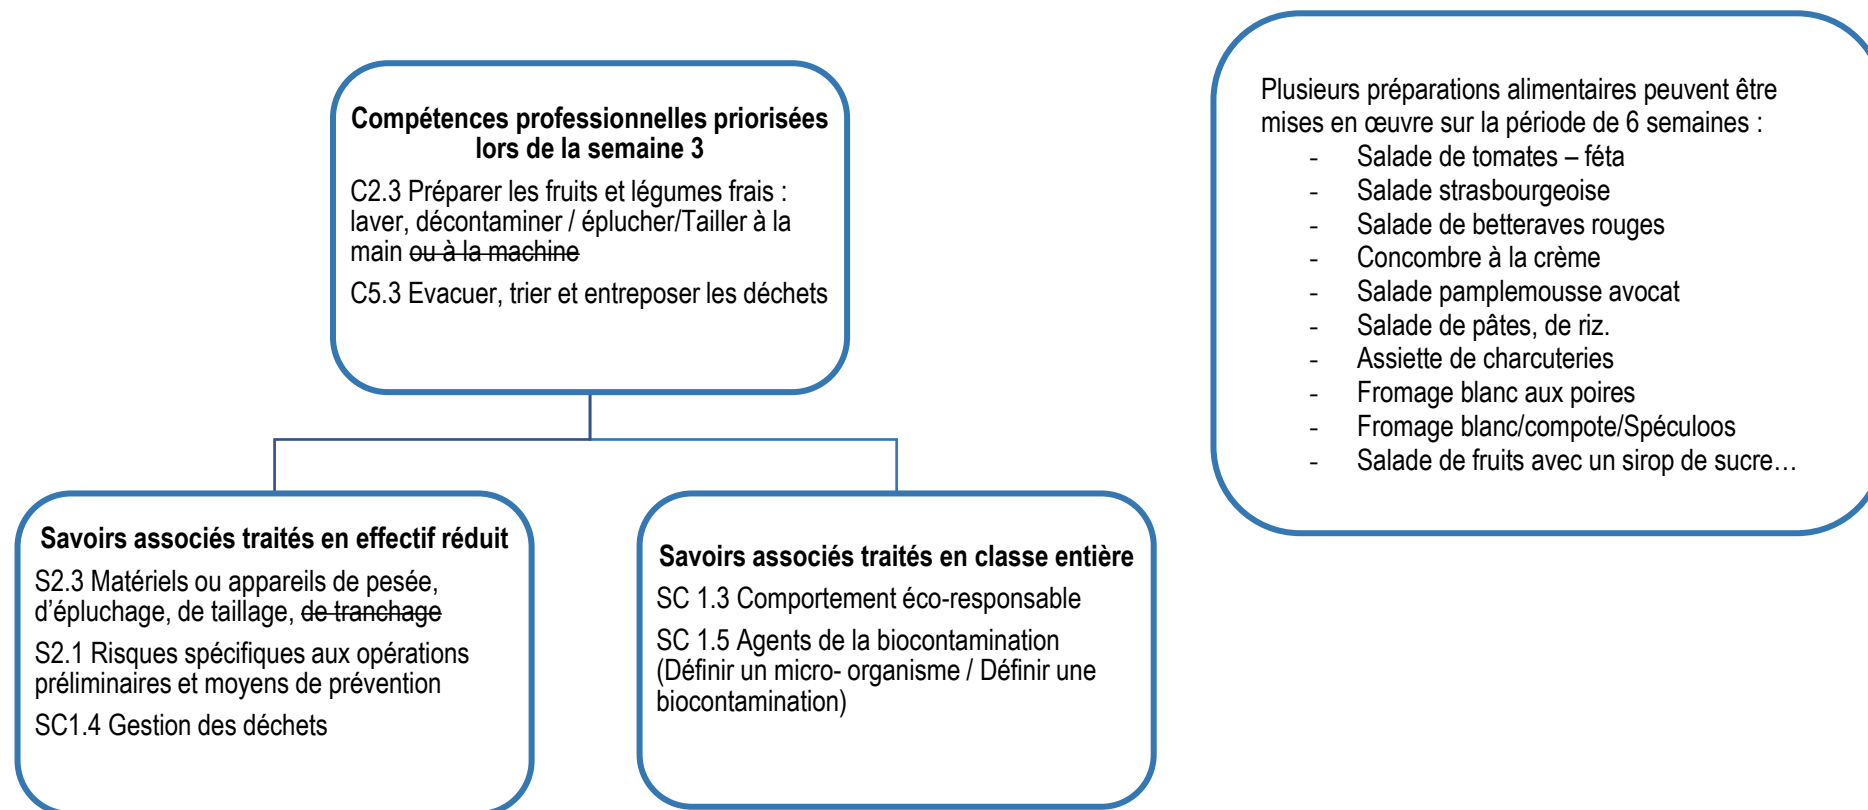 Compétences professionnelles priorisées
lors de la semaine 3
C2.3 Préparer les fruits et légumes frais :
laver, décontaminer / éplucher/Tailler à la
main ou à la machine
C5.3 Evacuer, trier et entreposer les déchets
Savoirs associés traités en effectif réduit
S2.3 Matériels ou appareils de pesée,
d'épluchage, de taillage, de tranchage
S2.1 Risques spécifiques aux opérations
préliminaires et moyens de prévention
SC1.4 Gestion des déchets
Savoirs associés traités en classe entière
SC 1.3 Comportement éco-responsable
SC 1.5 Agents de la biocontamination
(Définir un micro- organisme / Définir une
biocontamination)
Plusieurs préparations alimentaires peuvent être
mises en œuvre sur la période de 6 semaines :
- Salade de tomates – féta
- Salade strasbourgeoise
- Salade de betteraves rouges
- Concombre à la crème
- Salade pamplemousse avocat
- Salade de pâtes, de riz.
- Assiette de charcuteries
- Fromage blanc aux poires
- Fromage blanc/compote/Spéculoos
- Salade de fruits avec un sirop de sucre…